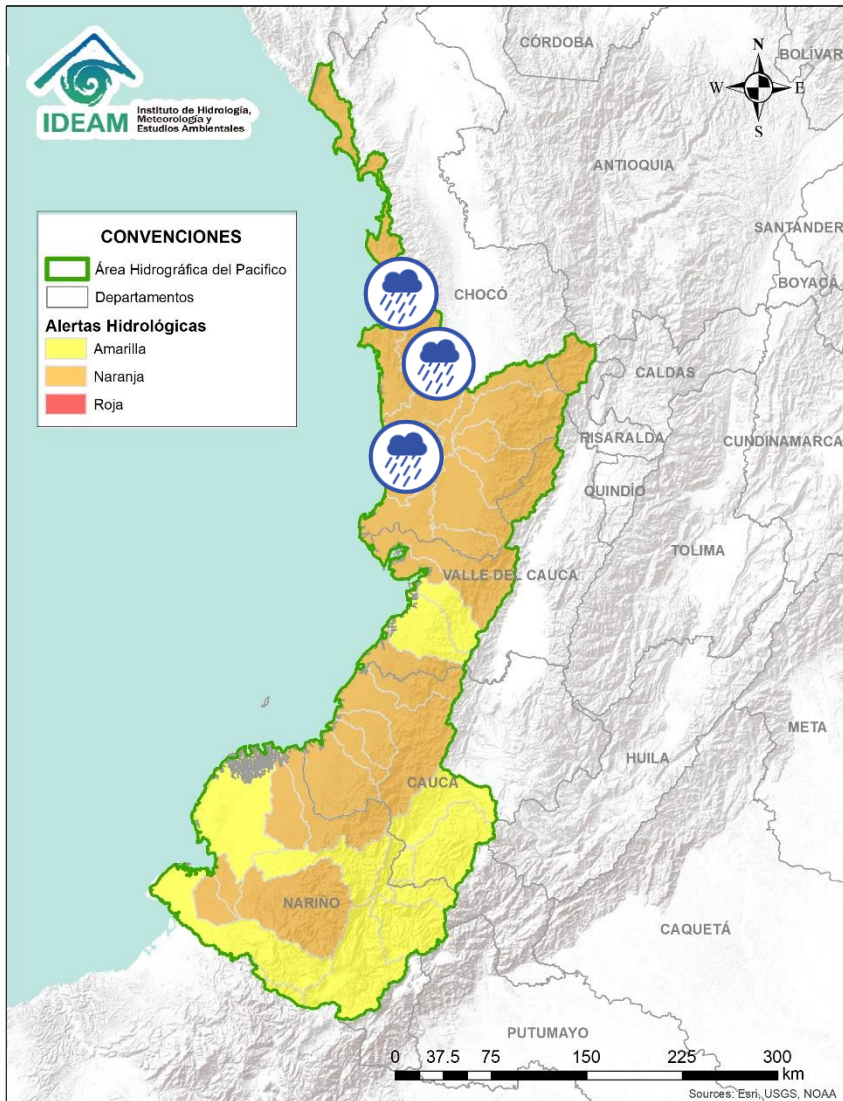 IDEAM
Instituto de Hidrología,
Meteorología y
Estudios Ambientales
CÓRDOBA
BOLÍVAR
N
W
E
S
ANTIOQUIA
SANTANDER
BOYACÁ
CONVENCIONES
Área Hidrográfica del Pacifico
Departamentos
Alertas Hidrológicas
Amarilla
Naranja
Roja
CHOCÓ
CALDAS
RISARALDA
CUNDINAMARCA
QUINDÍO
TOLIMA
VALLE DEL CAUCA
META
HUILA
CAUCA
NARIÑO
CAQUETÁ
PUTUMAYO
0 37.5 75 150 225 300
km
Sources: Esri, USGS, NOAA